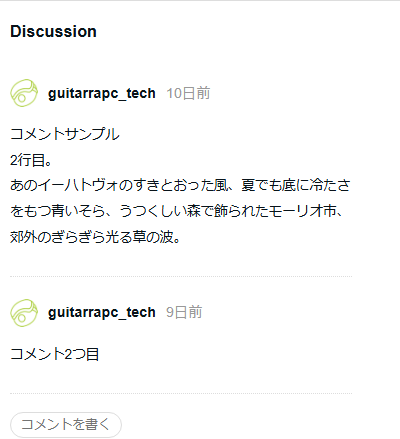 Discussion
guitarrapc_tech 10日前
コメントサンプル
2行目。
あのイーハトヴォのすきとおった風、夏でも底に冷たさ
をもつ青いそら、うつくしい森で飾られたモーリオ市、
郊外のぎらぎら光る草の波。
guitarrapc_tech 9日前
コメント2つ目
コメントを書く